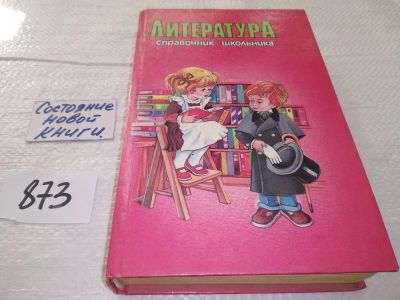 ЛИТЕРАТУРА
СПРАВОЧНИК ШКОЛЬНИКА
Состояние
новой
книги.
873